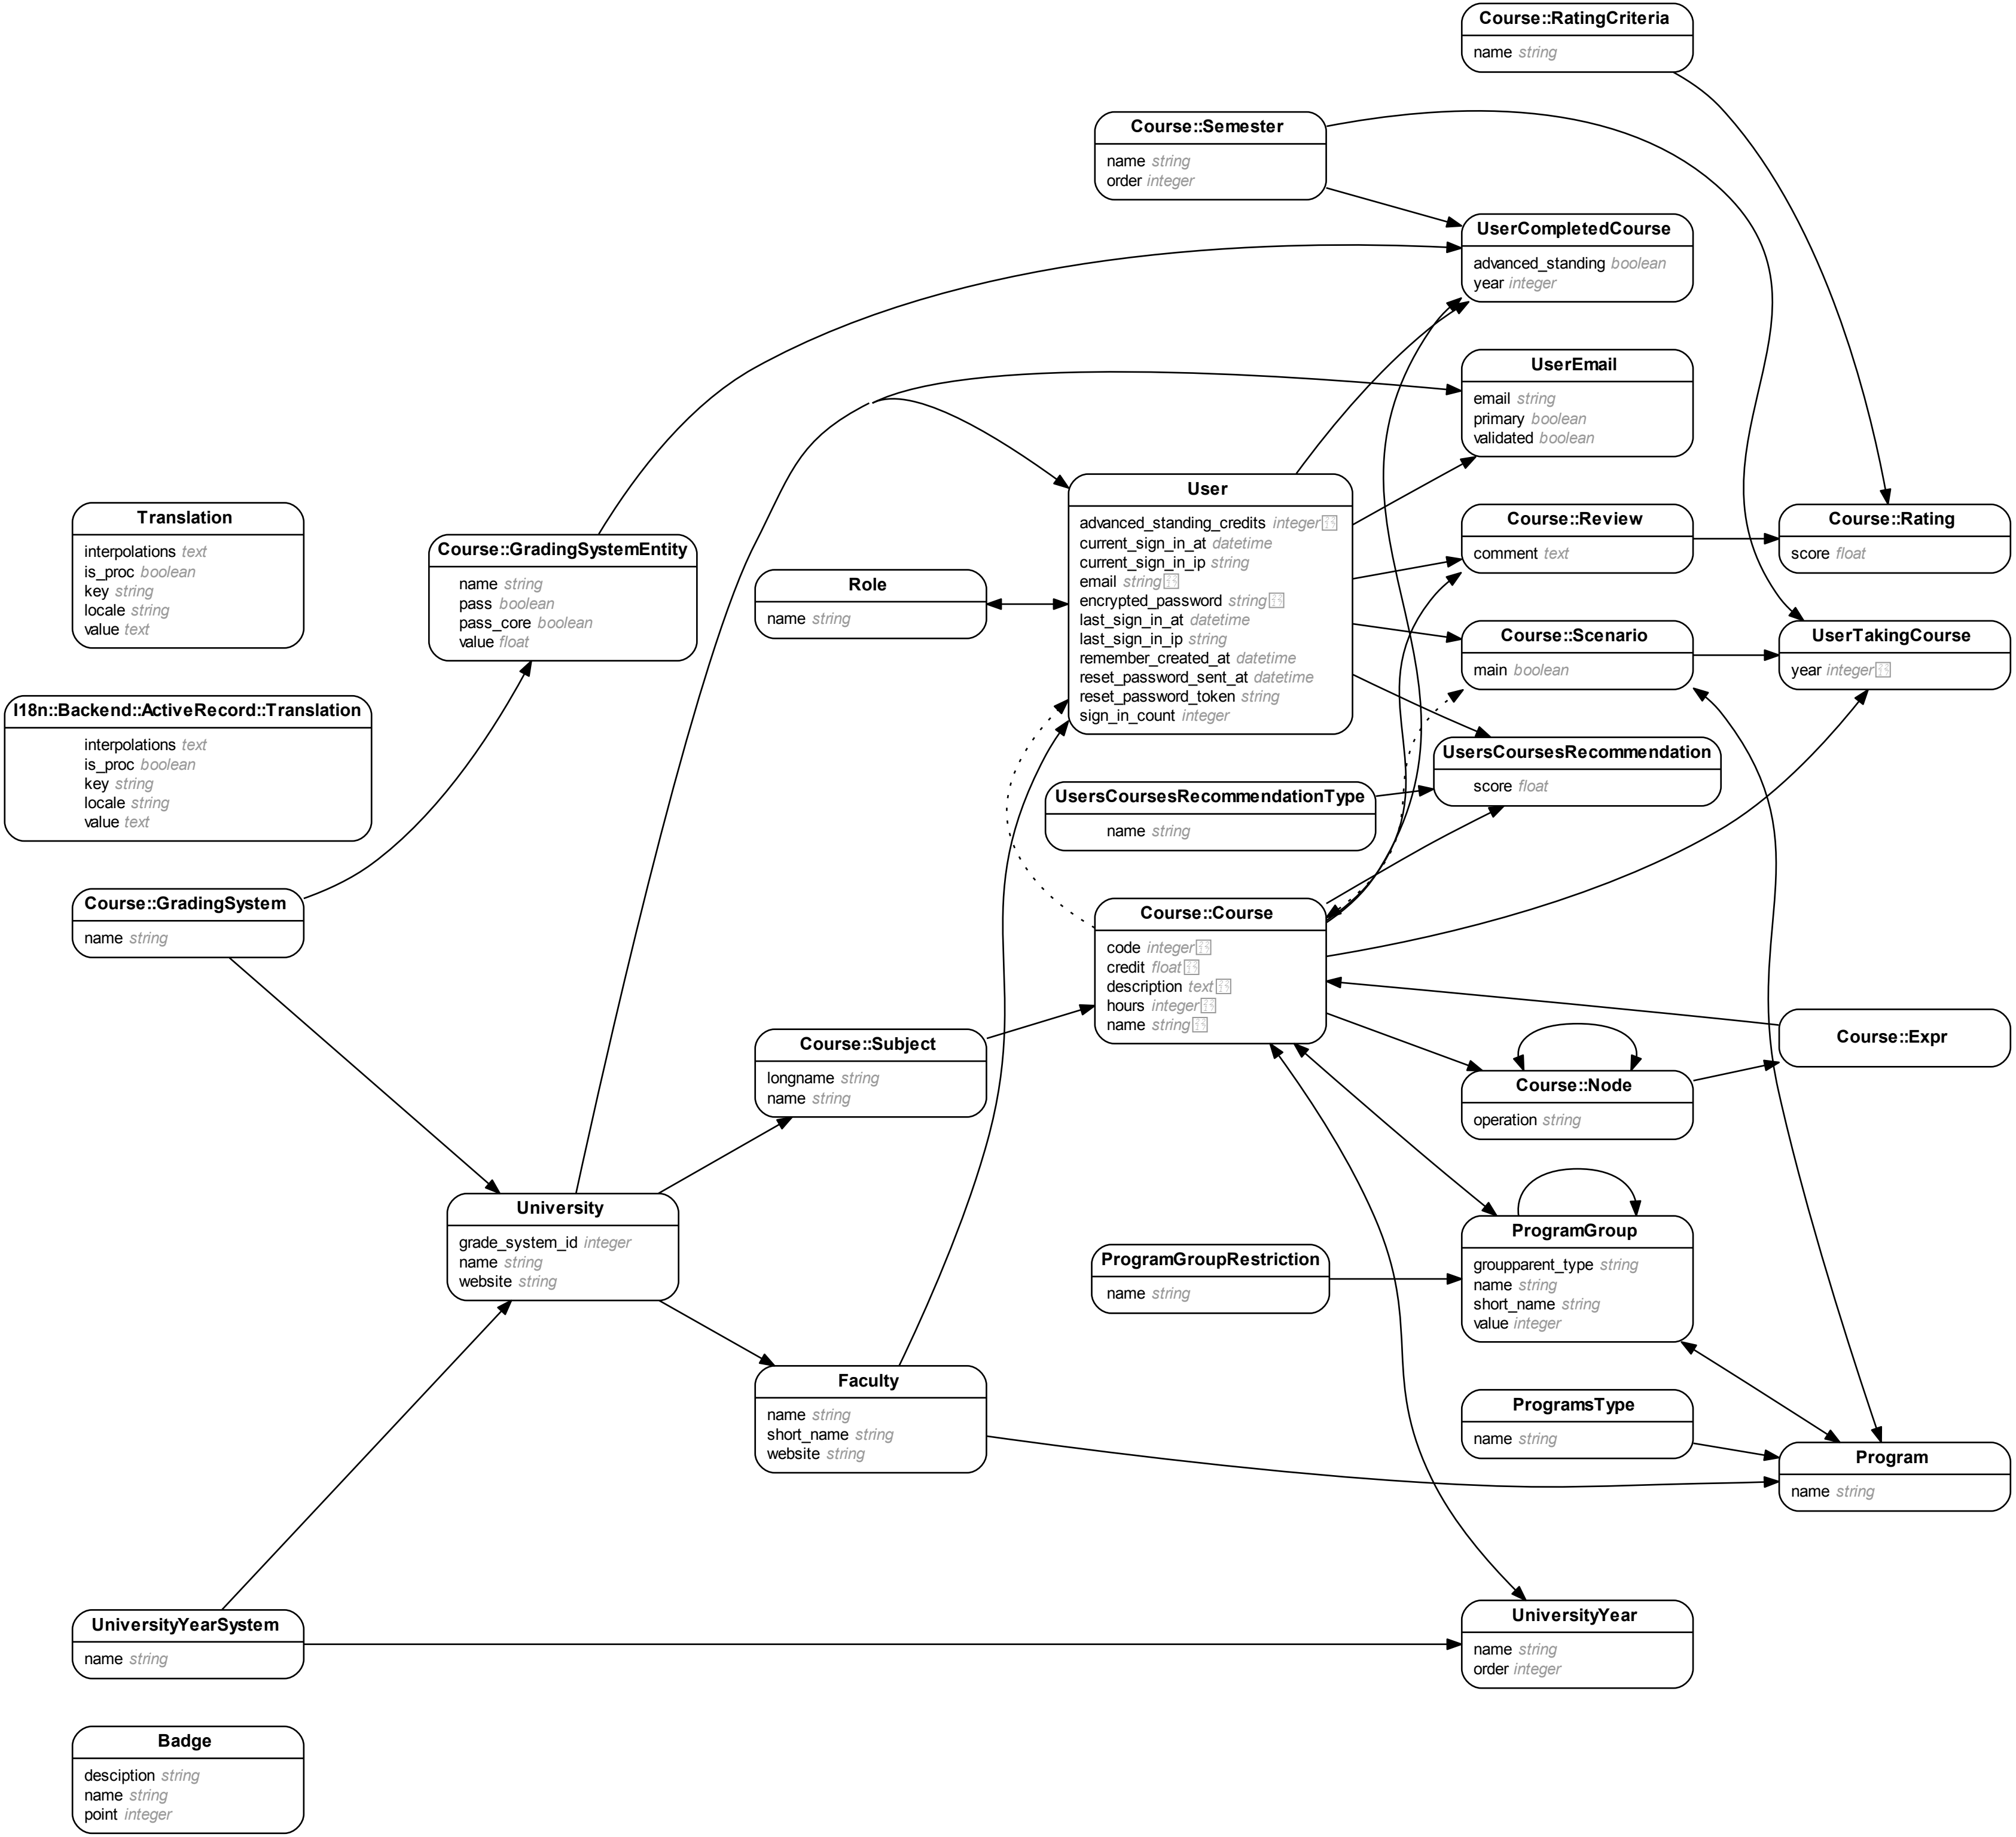 Course::RatingCriteria
name string
Course::Semester
name string
order integer
UserCompletedCourse
advanced_standing boolean
year integer
UserEmail
email string
primary boolean
validated boolean
User
advanced_standing_credits integer
current_sign_in_at datetime
current_sign_in_ip string
email string
encrypted_password string
last_sign_in_at datetime
last_sign_in_ip string
remember_created_at datetime
reset_password_sent_at datetime
reset_password_token string
sign_in_count integer
Translation
interpolations text
is_proc boolean
key string
locale string
value text
Course::GradingSystemEntity
name string
pass boolean
pass_core boolean
value float
Role
name string
Course::Review
comment text
Course::Rating
score float
Course::Scenario
main boolean
UserTakingCourse
year integer
I18n::Backend::ActiveRecord::Translation
interpolations text
is_proc boolean
key string
locale string
value text
UsersCoursesRecommendation
score float
UsersCoursesRecommendationType
name string
Course::GradingSystem
name string
Course::Course
code integer
credit float
description text
hours integer
name string
Course::Subject
longname string
name string
Course::Expr
Course::Node
operation string
University
grade_system_id integer
name string
website string
ProgramGroupRestriction
name string
ProgramGroup
groupparent_type string
name string
short_name string
value integer
Faculty
name string
short_name string
website string
ProgramsType
name string
Program
name string
UniversityYearSystem
name string
UniversityYear
name string
order integer
Badge
desciption string
name string
point integer